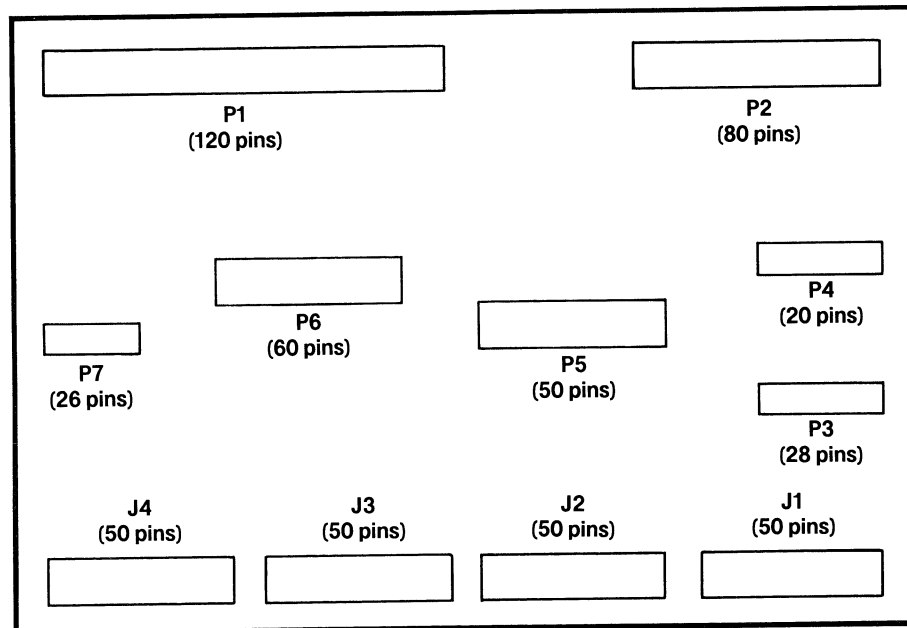 P1
(120 pins)
P2
(80 pins)
P4
(20 pins)
P6
(60 pins)
P5
(50 pins)
P7
(26 pins)
P3
(28 pins)
J4
(50 pins)
J3
(50 pins)
J2
(50 pins)
J1
(50 pins)